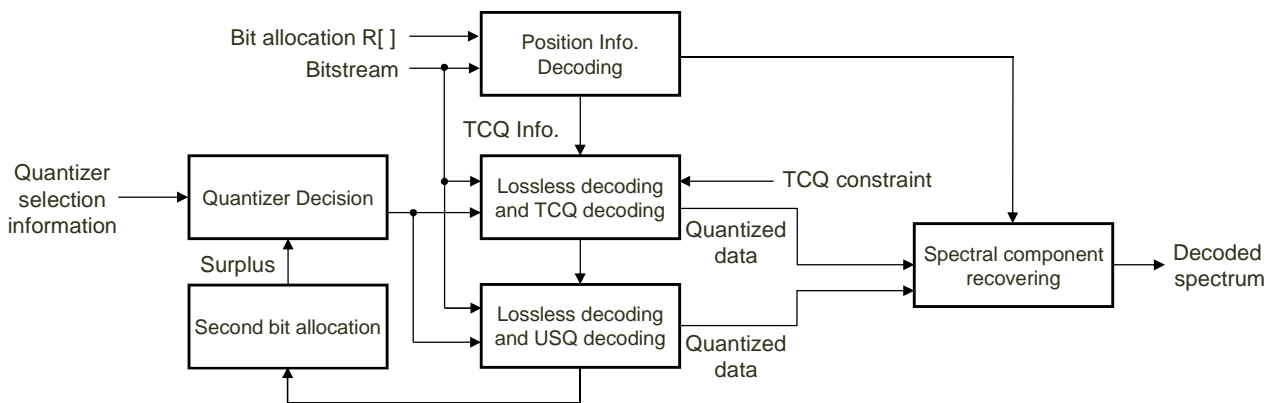 Bit allocation R[ ]
Bitstream
Position Info.
Decoding
TCQ Info.
Quantizer
selection
information
Quantizer Decision
Lossless decoding
and TCQ decoding
TCQ constraint
Quantized
data
Surplus
Second bit allocation
Lossless decoding
and USQ decoding
Quantized
data
Spectral component
recovering
Decoded
spectrum